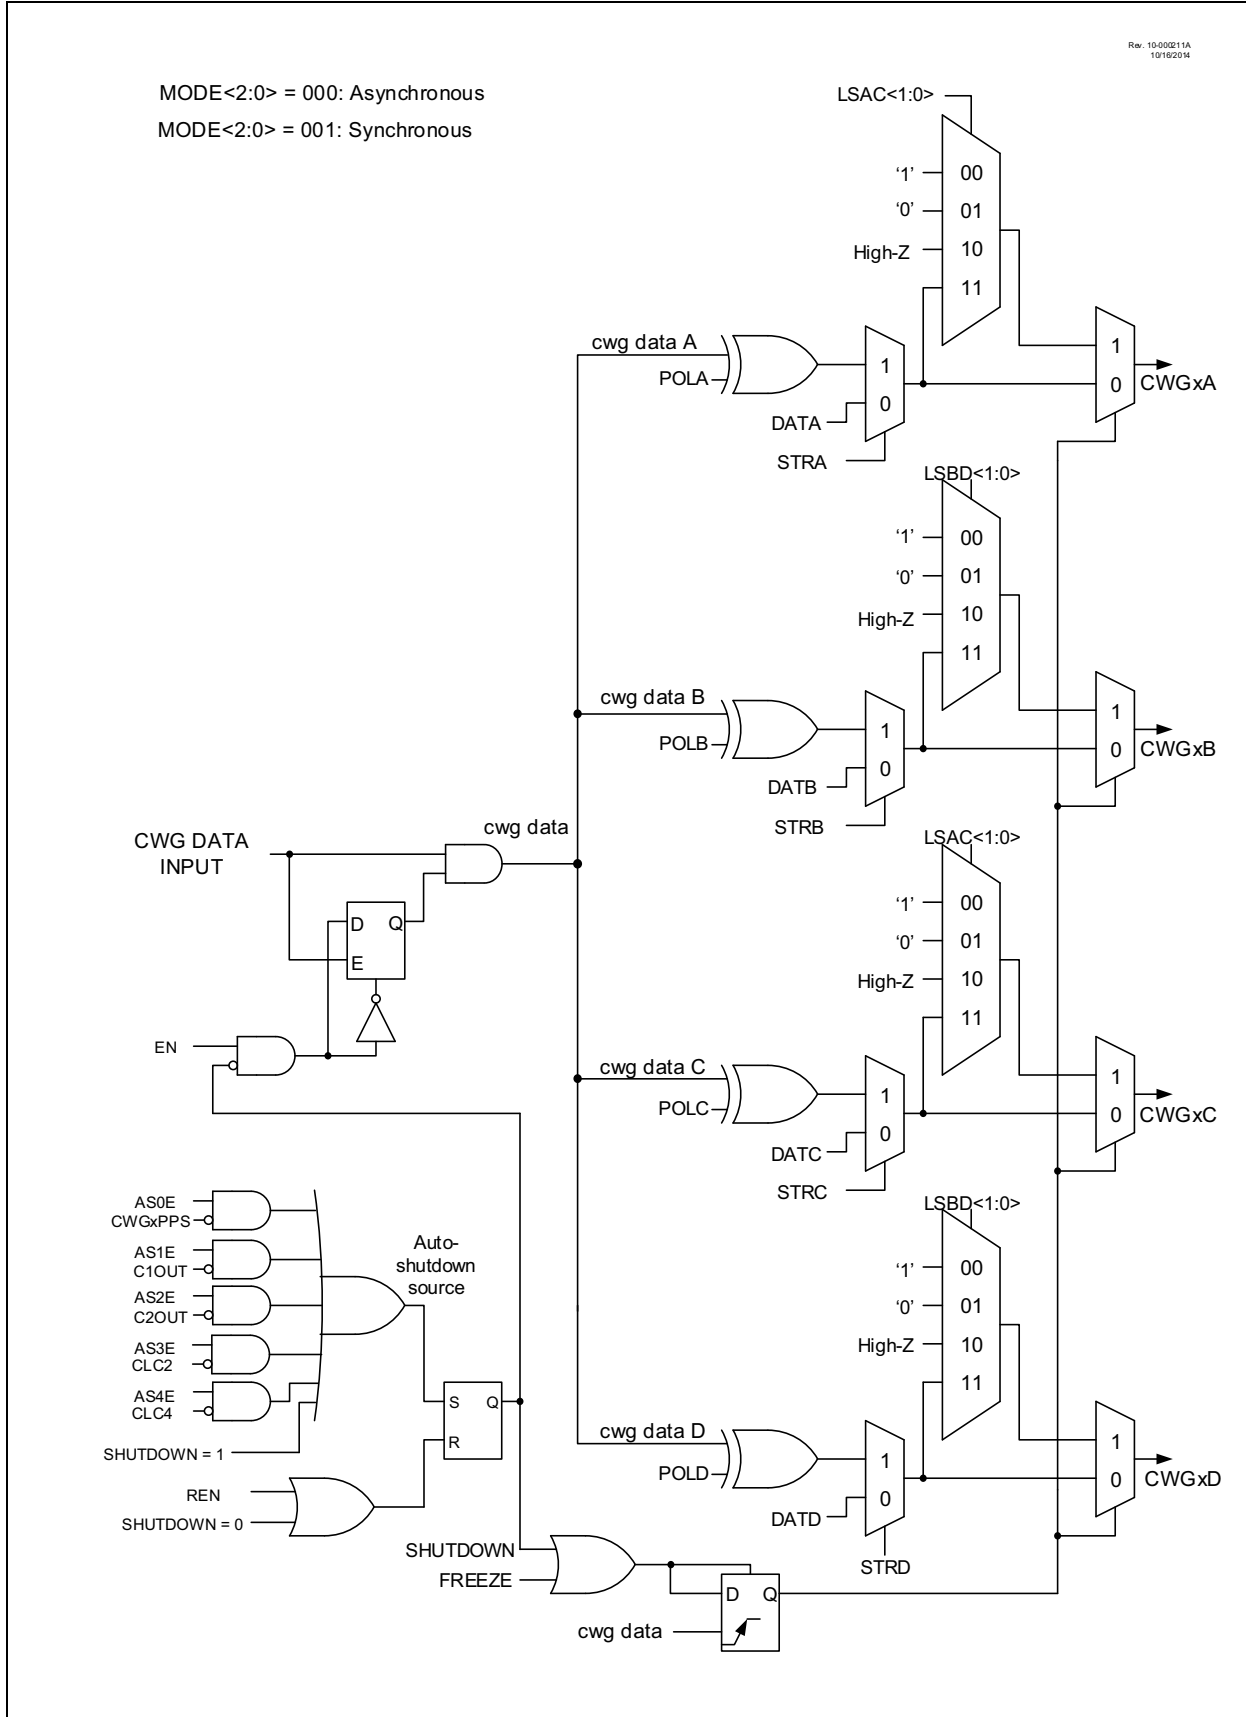 Rev. 10-000211A
10/16/2014
MODE<2:0> = 000: Asynchronous
MODE<2:0> = 001: Synchronous
LSAC<1:0>
‘1’
00
‘0’
01
High-Z
10
11
cwg data A
POLA
1
0
DATA
STRA
1
0
CWGxA
LSBD<1:0>
‘1’
00
‘0’
01
High-Z
10
11
cwg data B
POLB
1
0
DATB
STRB
1
0
CWGxB
CWG DATA
INPUT
cwg data
D
Q
E
EN
LSAC<1:0>
‘1’
00
‘0’
01
High-Z
10
11
cwg data C
POLC
1
0
DATC
STRC
1
0
CWGxC
AS0E
CWGxPPS
AS1E
C1OUT
AS2E
C2OUT
AS3E
CLC2
AS4E
CLC4
SHUTDOWN = 1
Auto-
shutdown
source
S
Q
R
REN
SHUTDOWN = 0
LSBD<1:0>
‘1’
00
‘0’
01
High-Z
10
11
cwg data D
POLD
1
0
DATD
STRD
1
0
CWGxD
SHUTDOWN
FREEZE
D
Q
cwg data